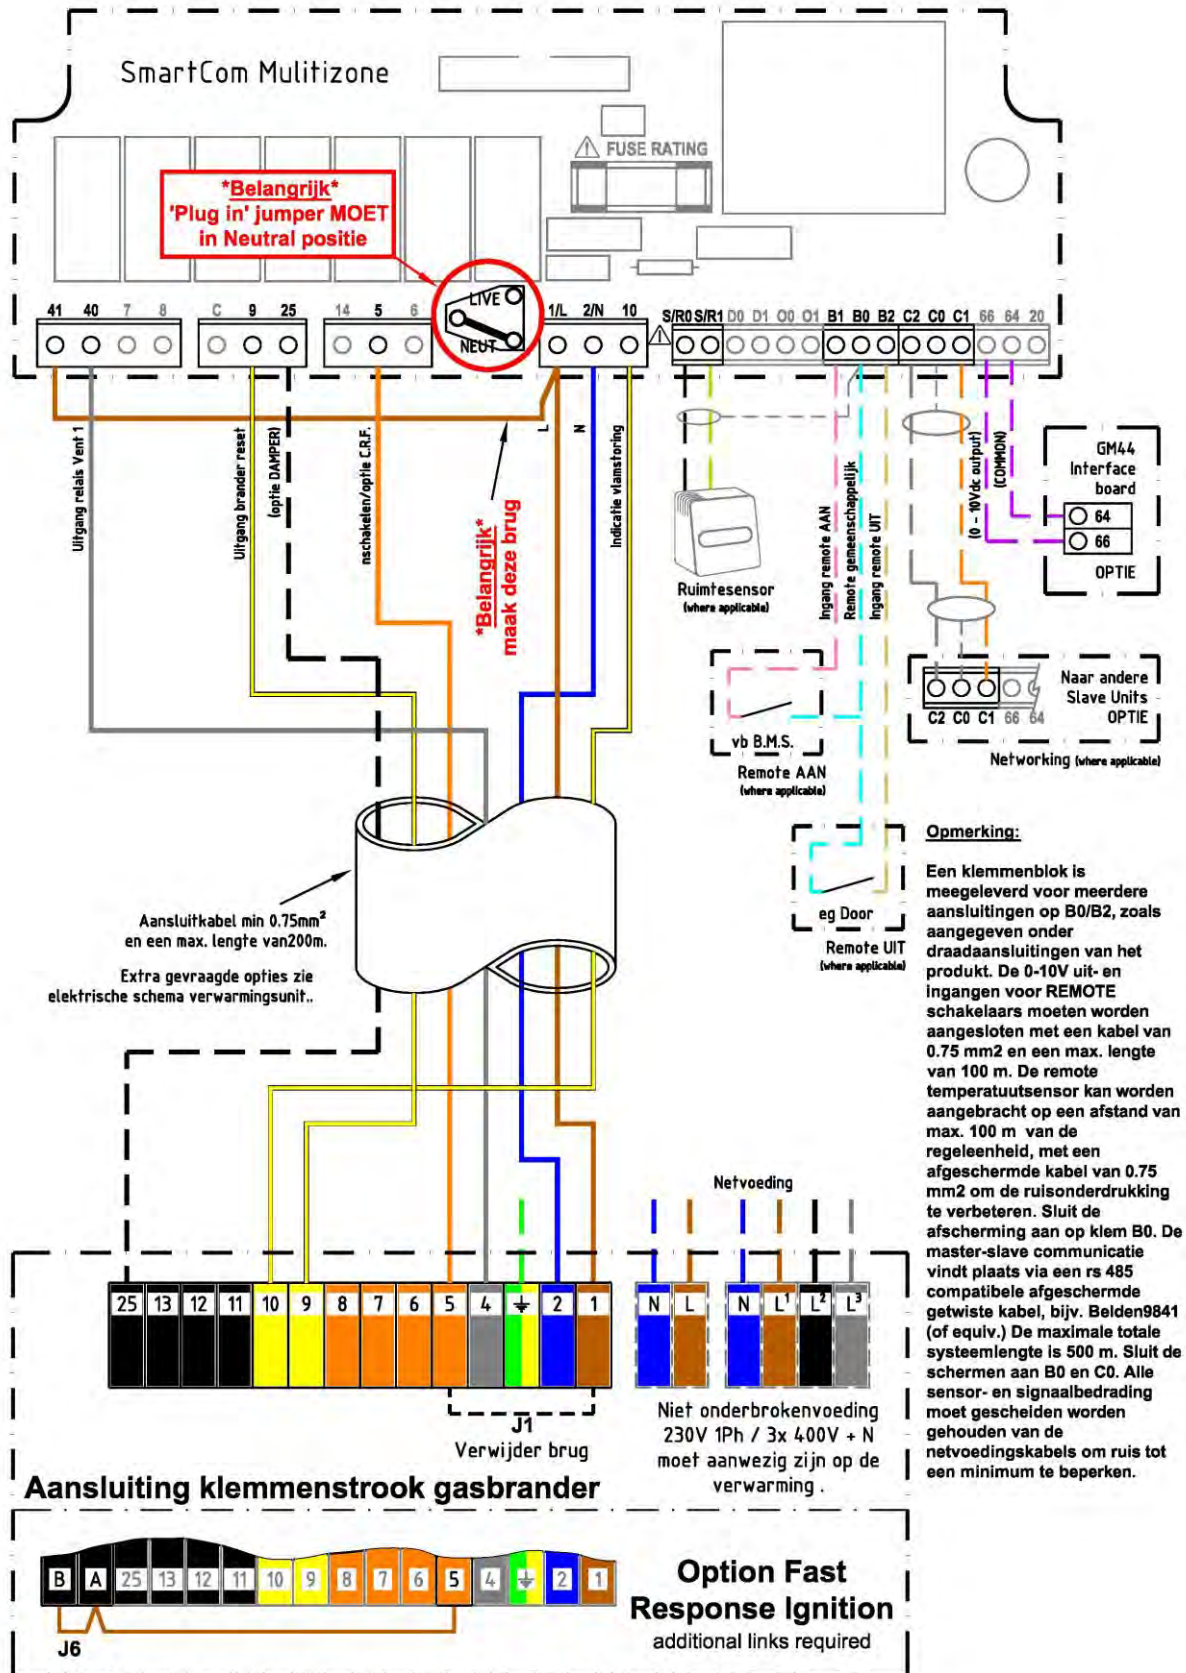 SmartCom Mulitizone
FUSE RATING
*Belangrijk*
'Plug in' jumper MOET
in Neutral positie
LIVE
NEUT
41 40 7 8 C 9 25 14 5 6 1/L 2/N 10 S/R0 S/R1 D0 D1 O0 O1 B1 B0 B2 C2 C0 C1 66 64 20
Uitgang relais Vent 1
Uitgang brander reset
(optie DAMPER)
nschakelen/optie C.R.F.
L
N
Indicatie vlamstoring
*Belangrijk*
maak deze brug
Ruimtesensor
(where applicable)
Ingang remote AAN
Remote gemeenschappelijk
Ingang remote UIT
(0 - 10Vdc output)
(COMMON)
GM44
Interface
board
64
66
OPTIE
vb B.M.S.
Remote AAN
(where applicable)
C2 C0 C1 66 64
Naar andere
Slave Units
OPTIE
Networking (where applicable)
eg Door
Remote UIT
(where applicable)
Aansluitkabel min 0.75mm²
en een max. lengte van200m.
Extra gevraagde opties zie
elektrische schema verwarmingsunit..
Opmerking:
Een klemmenblok is
meegeleverd voor meerdere
aansluitingen op B0/B2, zoals
aangegeven onder
draadaansluitingen van het
produkt. De 0-10V uit- en
ingangen voor REMOTE
schakelaars moeten worden
aangesloten met een kabel van
0.75 mm2 en een max. lengte
van 100 m. De remote
temperatuutsensor kan worden
aangebracht op een afstand van
max. 100 m van de
regeleenheid, met een
afgeschermde kabel van 0.75
mm2 om de ruisonderdrukking
te verbeteren. Sluit de
afscherming aan op klem B0. De
master-slave communicatie
vindt plaats via een rs 485
compatibele afgeschermde
getwiste kabel, bijv. Belden9841
(of equiv.) De maximale totale
systeemlengte is 500 m. Sluit de
schermen aan B0 en C0. Alle
sensor- en signaalbedrading
moet gescheiden worden
gehouden van de
netvoedingskabels om ruis tot
een minimum te beperken.
Netvoeding
25 13 12 11 10 9 8 7 6 5 4 2 1
N L N L¹ L² L³
J1
Verwijder brug
Niet onderbrokenvoeding
230V 1Ph / 3x 400V + N
moet aanwezig zijn op de
verwarming .
Aansluiting klemmenstrook gasbrander
B A 25 13 12 11 10 9 8 7 6 5 4 2 1
J6
Option Fast
Response Ignition
additional links required